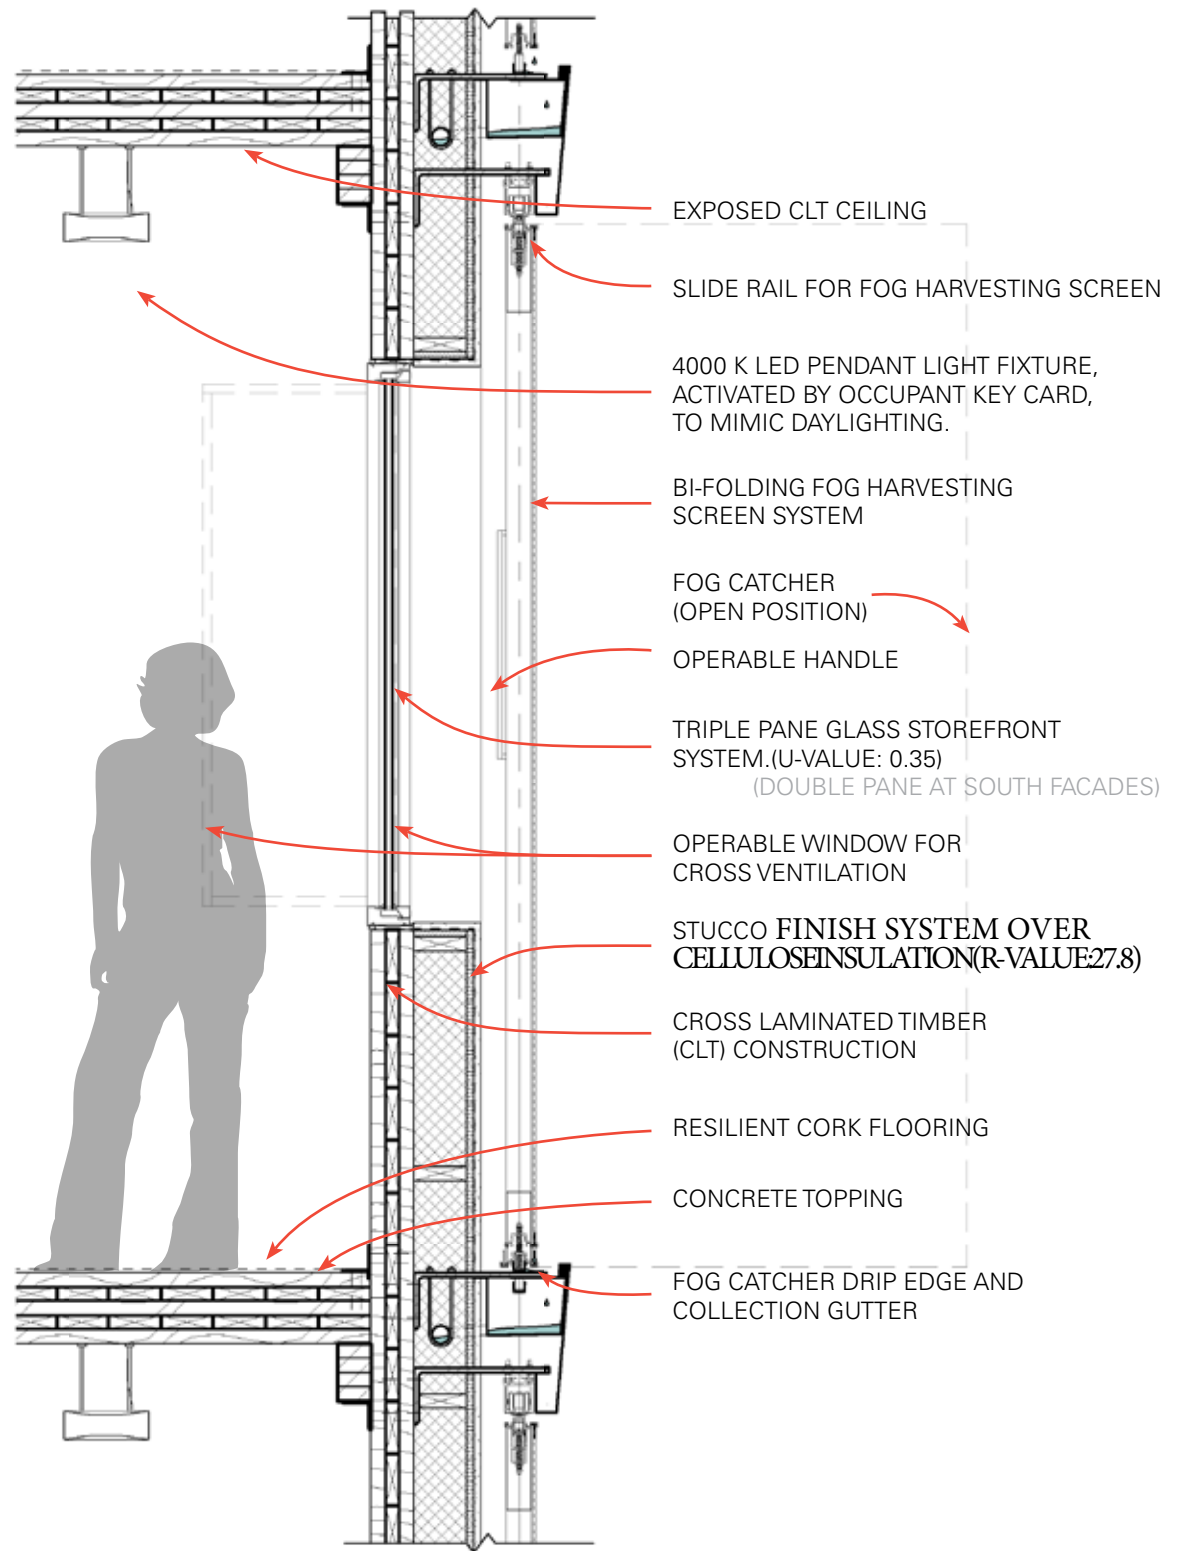 EXPOSED CLT CEILING
SLIDE RAIL FOR FOG HARVESTING SCREEN
4000 K LED PENDANT LIGHT FIXTURE,
ACTIVATED BY OCCUPANT KEY CARD,
TO MIMIC DAYLIGHTING.
BI-FOLDING FOG HARVESTING
SCREEN SYSTEM
FOG CATCHER
(OPEN POSITION)
OPERABLE HANDLE
TRIPLE PANE GLASS STOREFRONT
SYSTEM.(U-VALUE: 0.35)
(DOUBLE PANE AT SOUTH FACADES)
OPERABLE WINDOW FOR
CROSS VENTILATION
STUCCO FINISH SYSTEM OVER
CELLULOSEINSULATION(R-VALUE:27.8)
CROSS LAMINATED TIMBER
(CLT) CONSTRUCTION
RESILIENT CORK FLOORING
CONCRETE TOPPING
FOG CATCHER DRIP EDGE AND
COLLECTION GUTTER